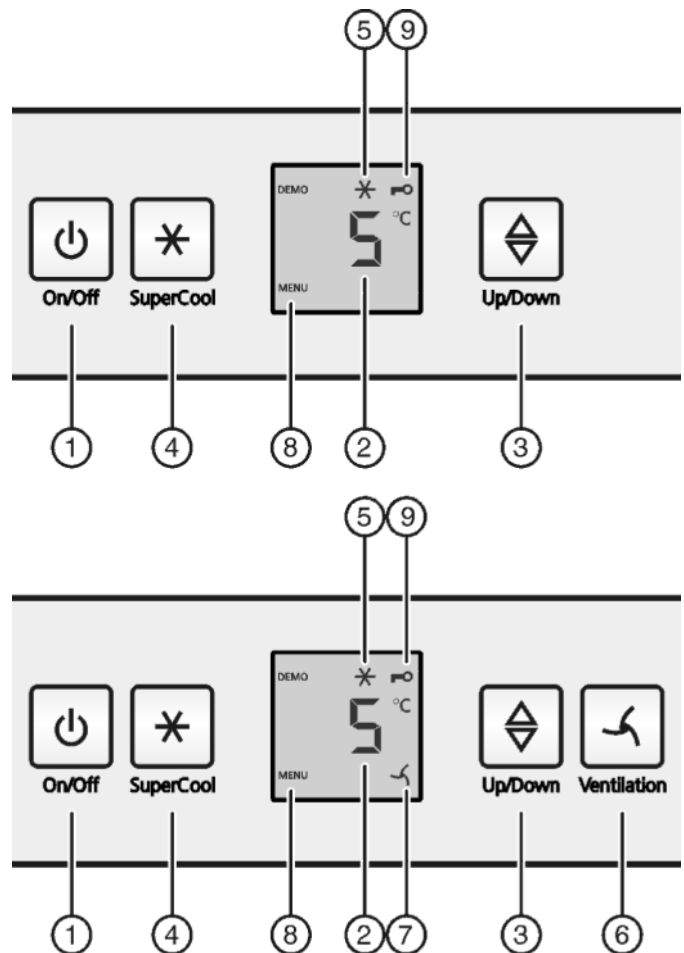 5 9
DEMO
5 °C
MENU
On/Off SuperCool Up/Down
1 4 8 2 3
5 9
DEMO
5 °C
MENU
On/Off SuperCool Up/Down Ventilation
1 4 8 2 7 3 6